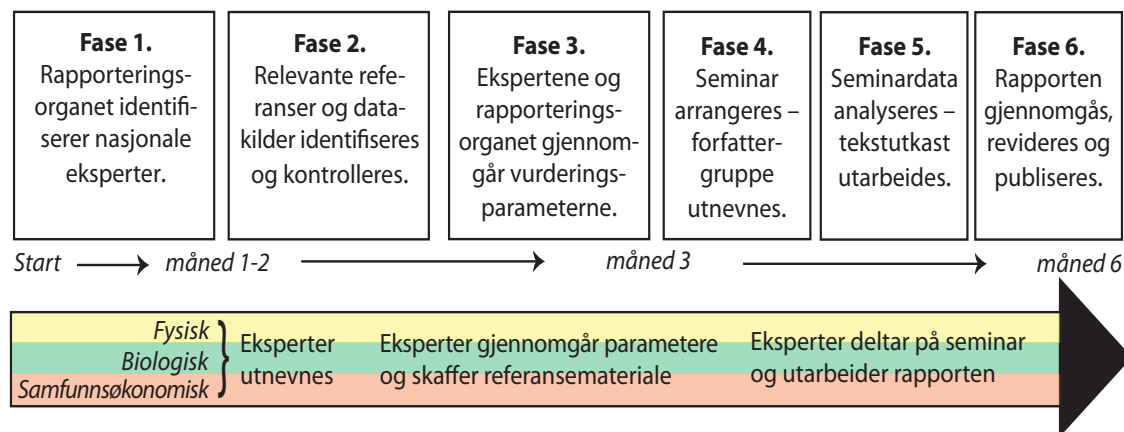 Fase 1.
Rapporterings-
organet identifi-
serer nasjonale
eksperter.
Fase 2.
Relevante refe-
ranser og data-
kilder identifiseres
og kontrolleres.
Fase 3.
Ekspertene og
rapporterings-
organet gjennom-
går vurderings-
parameterne.
Fase 4.
Seminar
arrangeres –
forfatter-
gruppe
utnevnes.
Fase 5.
Seminardata
analyseres –
tekstutkast
utarbeides.
Fase 6.
Rapporten
gjennomgås,
revideres og
publiseres.
Start
måned 1-2
måned 3
måned 6
Fysisk
Biologisk
Samfunnsøkonomisk
Eksperter
utnevnes
Eksperter gjennomgår parametere
og skaffer referansemateriale
Eksperter deltar på seminar
og utarbeider rapporten